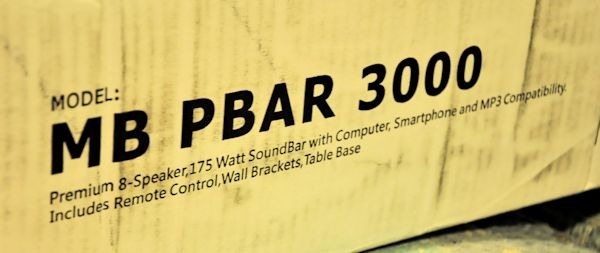 MODEL:
MB PBAR 3000
Premium 8-Speaker,175 Watt SoundBar with Computer, Smartphone and MP3 Compatibility.
Includes Remote Control,Wall Brackets,Table Base